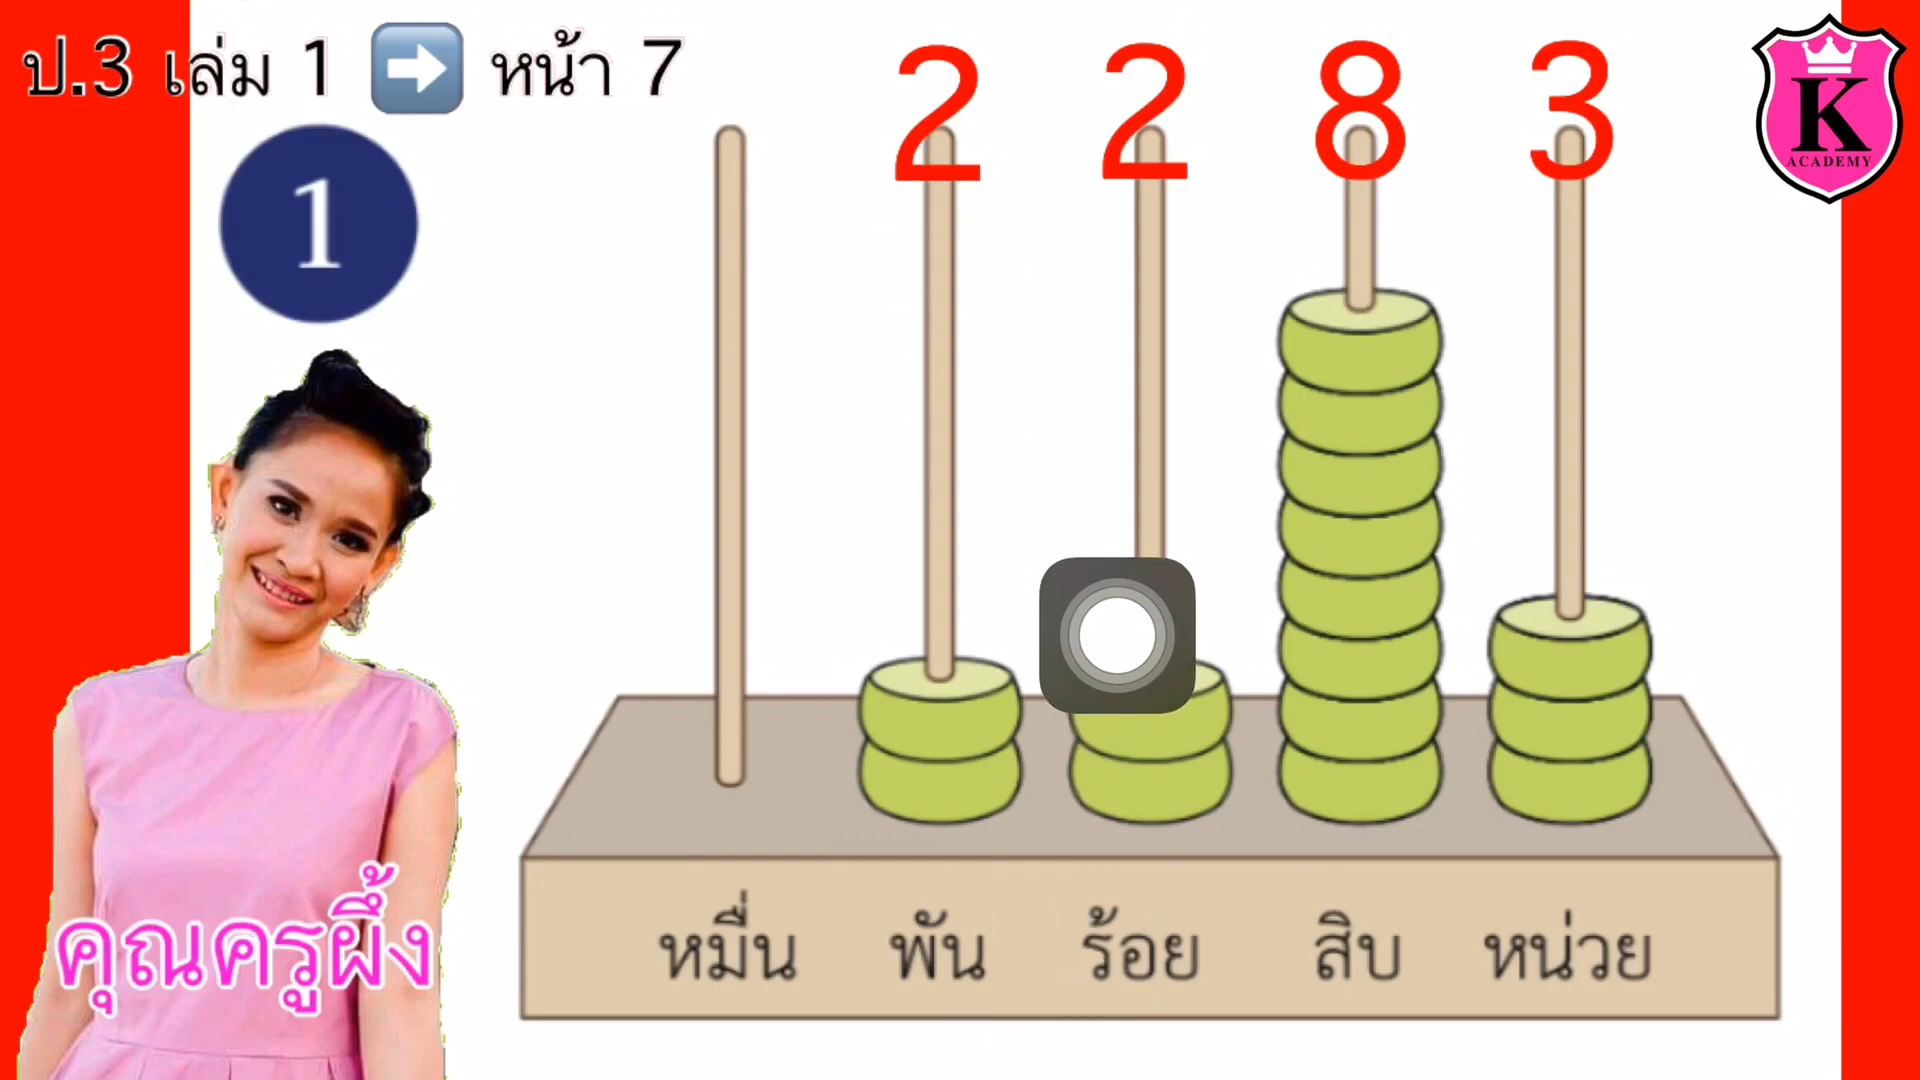 ป.3 เล่ม 1 ➡ หน้า 7
2 2 8 3
K
ACADEMY
1
คุณครูผึ้ง
หมื่น พัน ร้อย สิบ หน่วย